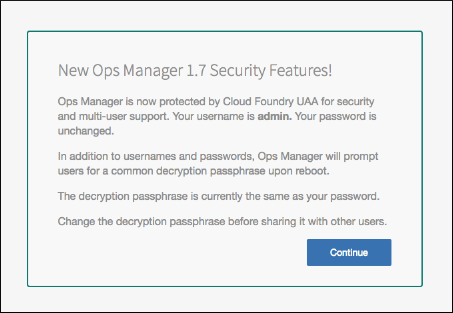 New Ops Manager 1.7 Security Features!
Ops Manager is now protected by Cloud Foundry UAA for security
and multi-user support. Your username is admin. Your password is
unchanged.
In addition to usernames and passwords, Ops Manager will prompt
users for a common decryption passphrase upon reboot.
The decryption passphrase is currently the same as your password.
Change the decryption passphrase before sharing it with other users.
Continue